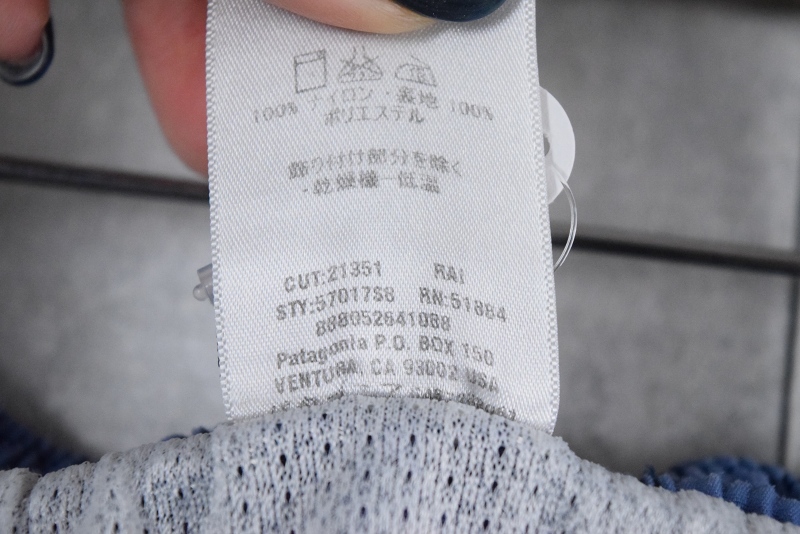 100% ナイロン・裏地 100%
ポリエステル
飾り付け部分を除く
・乾燥機-低温
CUT:21351 RAI
STY:57017S6 RN:51884
888052641088
Patagonia P.O. BOX 150
VENTURA, CA 93002 USA